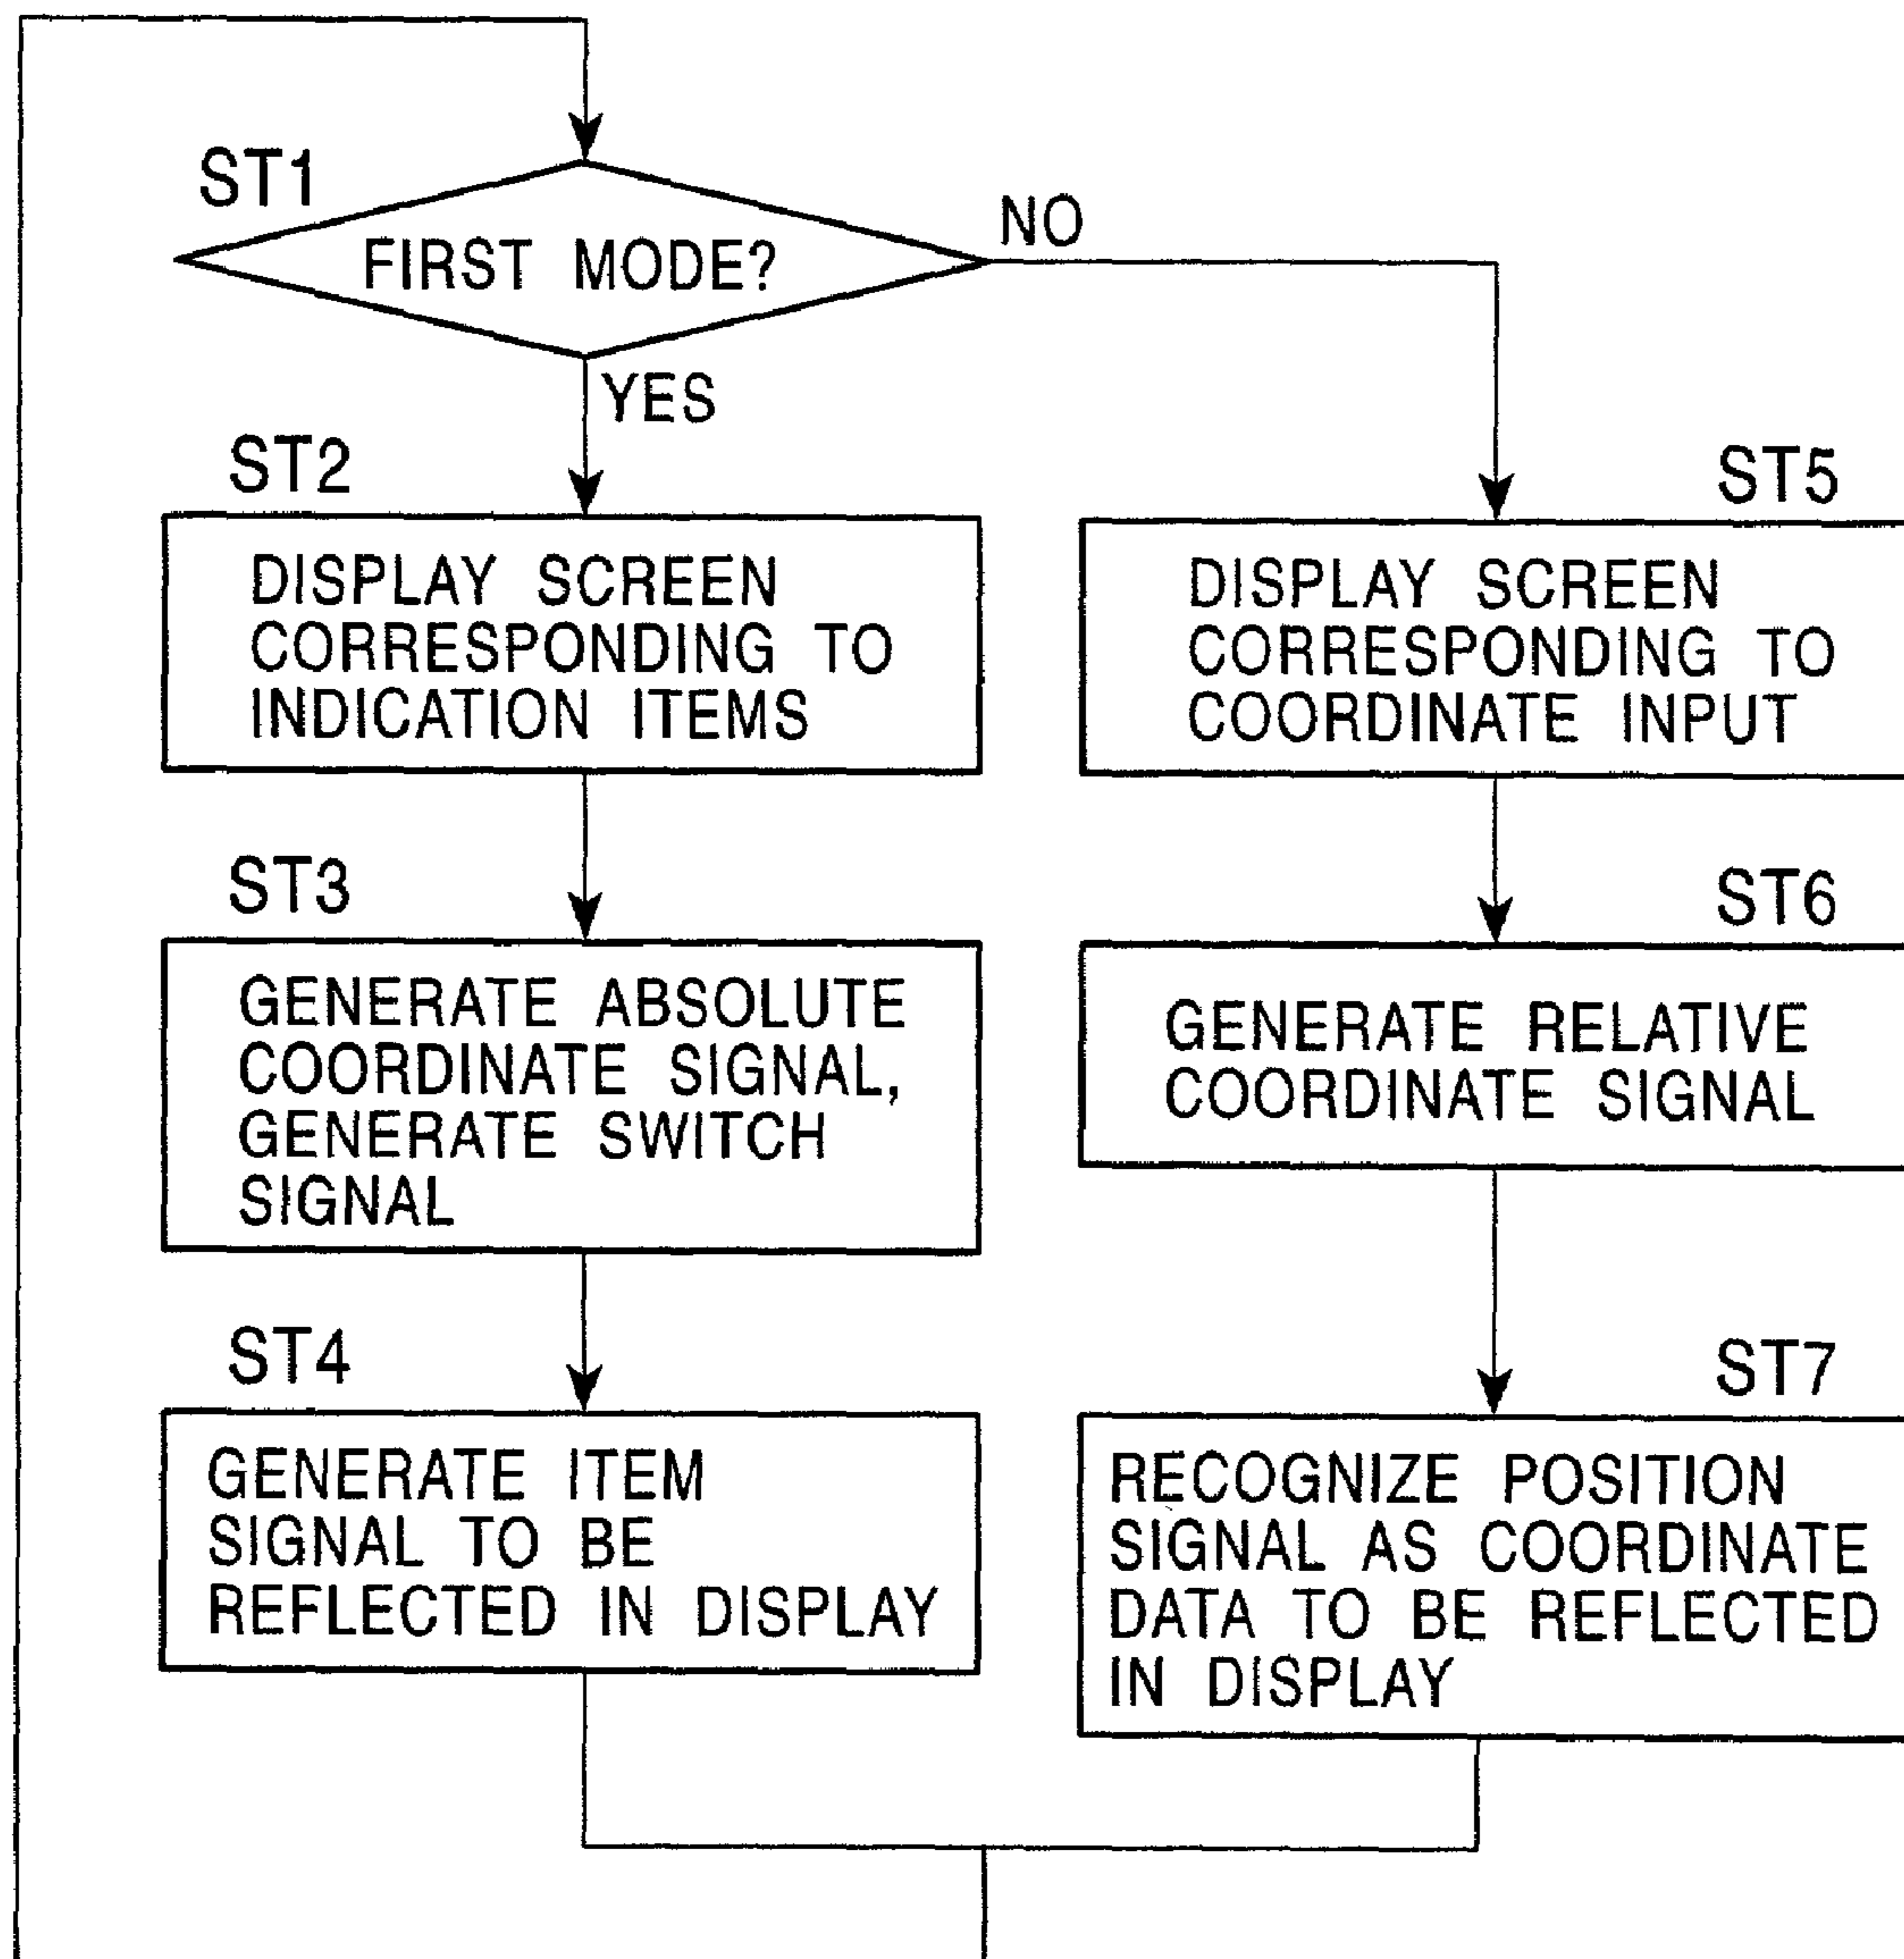 ST1
FIRST MODE?
NO
YES
ST2
DISPLAY SCREEN
CORRESPONDING TO
INDICATION ITEMS
ST3
GENERATE ABSOLUTE
COORDINATE SIGNAL,
GENERATE SWITCH
SIGNAL
ST4
GENERATE ITEM
SIGNAL TO BE
REFLECTED IN DISPLAY
ST5
DISPLAY SCREEN
CORRESPONDING TO
COORDINATE INPUT
ST6
GENERATE RELATIVE
COORDINATE SIGNAL
ST7
RECOGNIZE POSITION
SIGNAL AS COORDINATE
DATA TO BE REFLECTED
IN DISPLAY